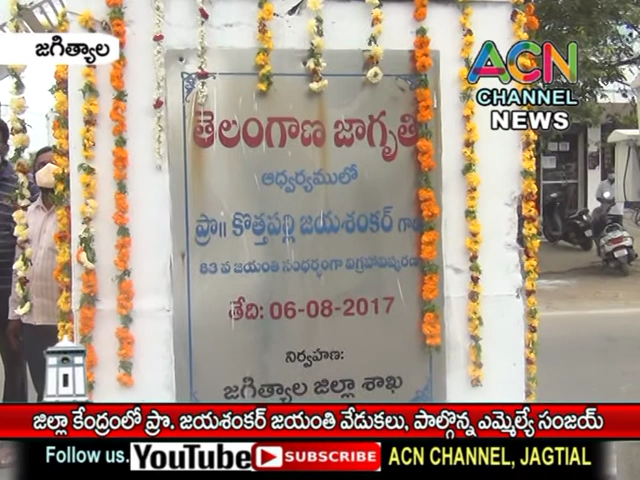 జగిత్యాల
ACN
CHANNEL
NEWS
తెలంగాణ జాగృతి
ఆధ్వర్యములో
ప్రొ॥ కొత్తపల్లి జయశంకర్
83 వ జయంతి సందర్భంగా విగ్రహావిష్కరణ
తేది: 06-08-2017
నిర్వహణ:
జగిత్యాల జిల్లా శాఖ
జిల్లా కేంద్రంలో ప్రొ. జయశంకర్ జయంతి వేడుకలు, పాల్గొన్న ఎమ్మెల్యే సంజయ్
Follow us. YouTube SUBSCRIBE ACN CHANNEL, JAGTIAL